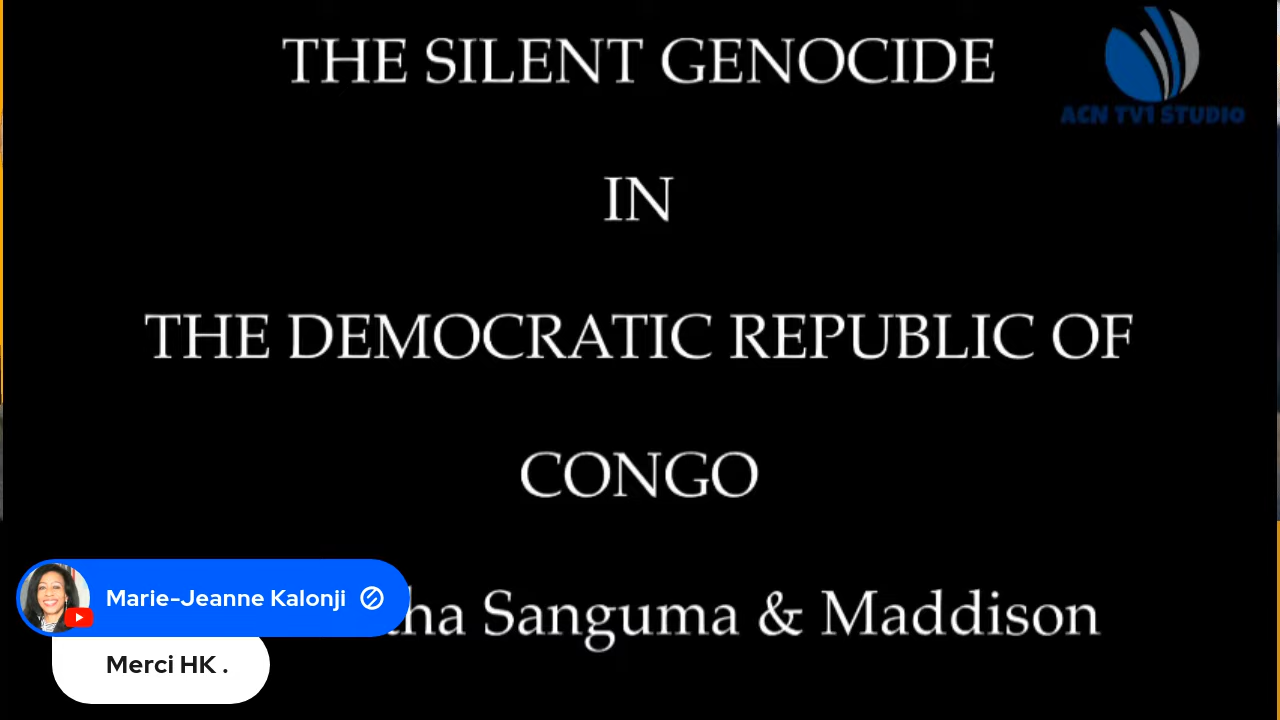 THE SILENT GENOCIDE
ACN TV1 STUDIO
IN
THE DEMOCRATIC REPUBLIC OF
CONGO
Sanguma & Maddison
Marie-Jeanne Kalonji
Merci HK .